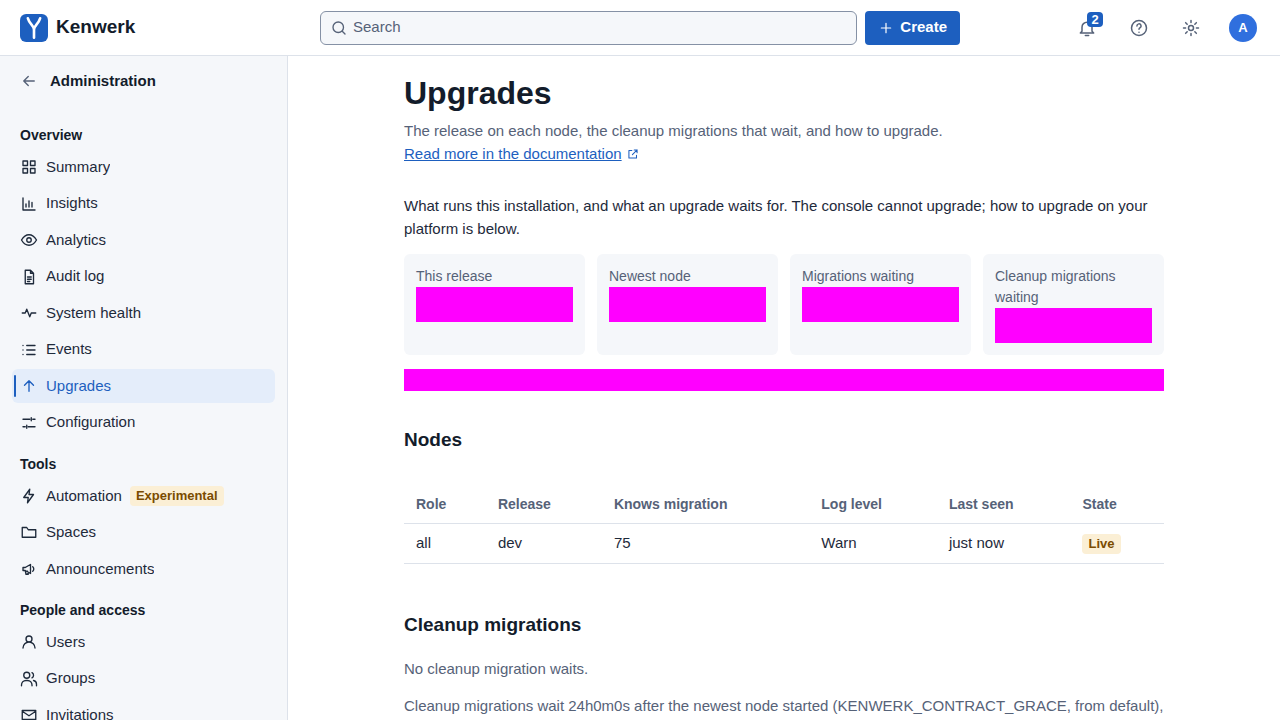 Kenwerk
Search
Create
2
A
Administration
Overview
Summary
Insights
Analytics
Audit log
System health
Events
Upgrades
Configuration
Tools
Automation Experimental
Spaces
Announcements
People and access
Users
Groups
Invitations
Upgrades
The release on each node, the cleanup migrations that wait, and how to upgrade.
Read more in the documentation
What runs this installation, and what an upgrade waits for. The console cannot upgrade; how to upgrade on your
platform is below.
This release
Newest node
Migrations waiting
Cleanup migrations
waiting
Nodes
Role Release Knows migration Log level Last seen State
all dev 75 Warn just now Live
Cleanup migrations
No cleanup migration waits.
Cleanup migrations wait 24h0m0s after the newest node started (KENWERK_CONTRACT_GRACE, from default),